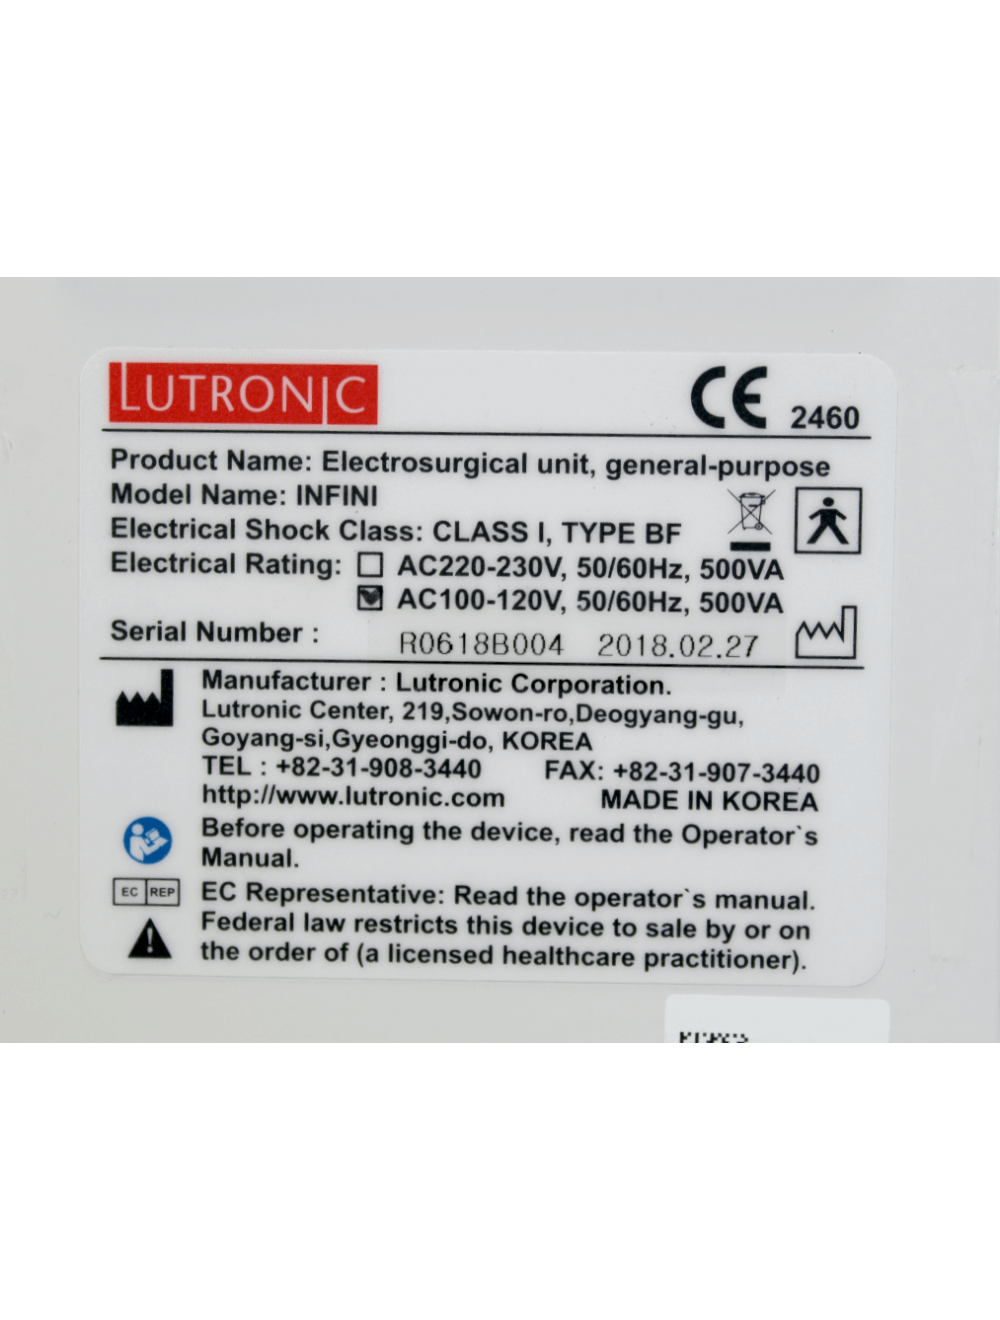 LUTRONIC
CE 2460
Product Name: Electrosurgical unit, general-purpose
Model Name: INFINI
Electrical Shock Class: CLASS I, TYPE BF
Electrical Rating: AC220-230V, 50/60Hz, 500VA
AC100-120V, 50/60Hz, 500VA
Serial Number : R0618B004 2018.02.27
Manufacturer : Lutronic Corporation.
Lutronic Center, 219,Sowon-ro,Deogyang-gu,
Goyang-si,Gyeonggi-do, KOREA
TEL : +82-31-908-3440 FAX: +82-31-907-3440
http://www.lutronic.com MADE IN KOREA
Before operating the device, read the Operator`s
Manual.
EC REP EC Representative: Read the operator`s manual.
Federal law restricts this device to sale by or on
the order of (a licensed healthcare practitioner).